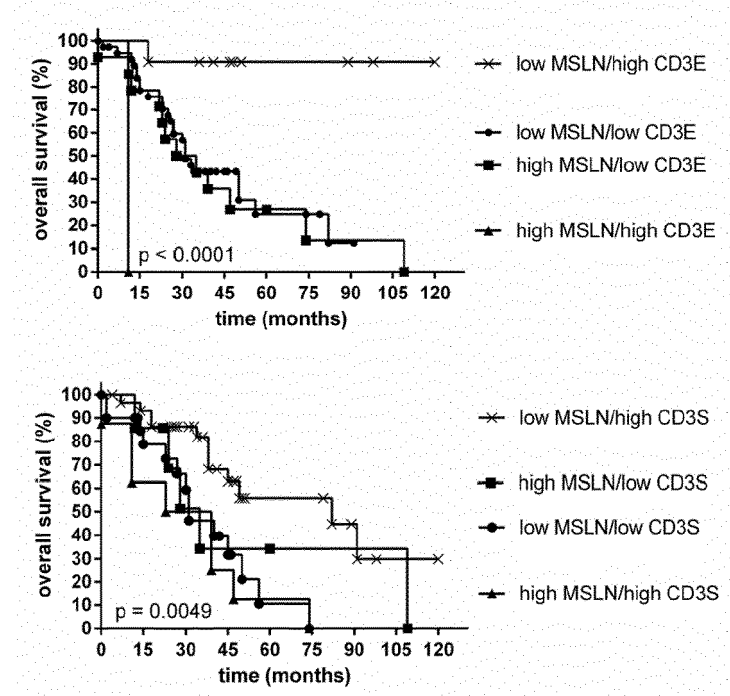 100
90
80
70
60
50
40
30
20
10
0
overall survival (%)
p < 0.0001
0 15 30 45 60 75 90 105 120
time (months)
low MSLN/high CD3E
low MSLN/low CD3E
high MSLN/low CD3E
high MSLN/high CD3E
100
90
80
70
60
50
40
30
20
10
0
overall survival (%)
p = 0.0049
0 15 30 45 60 75 90 105 120
time (months)
low MSLN/high CD3S
high MSLN/low CD3S
low MSLN/low CD3S
high MSLN/high CD3S